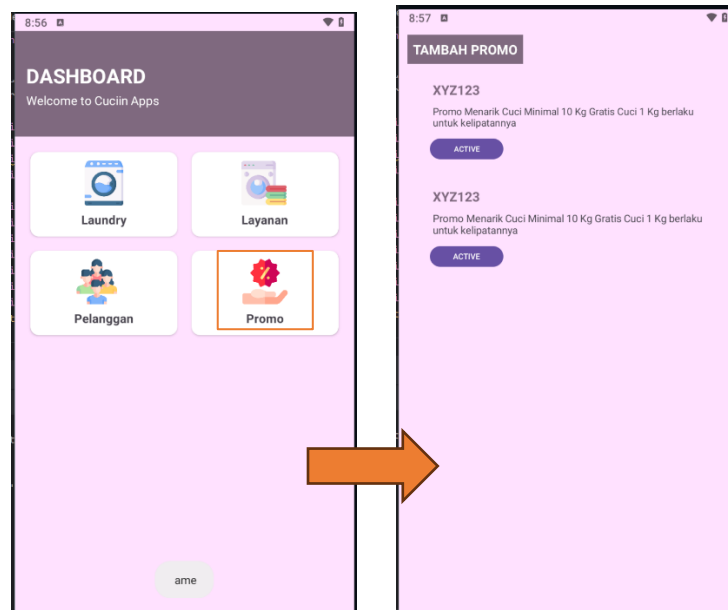 8:56
DASHBOARD
Welcome to Cuciin Apps
Laundry
Layanan
Pelanggan
Promo
ame
8:57
TAMBAH PROMO
XYZ123
Promo Menarik Cuci Minimal 10 Kg Gratis Cuci 1 Kg berlaku
untuk kelipatannya
ACTIVE
XYZ123
Promo Menarik Cuci Minimal 10 Kg Gratis Cuci 1 Kg berlaku
untuk kelipatannya
ACTIVE